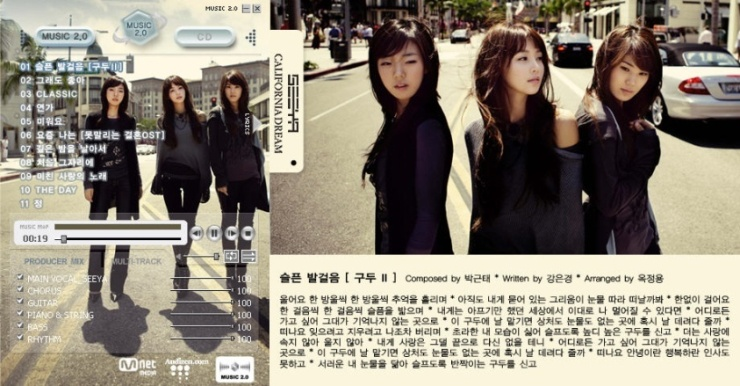 MUSIC 2.0
MUSIC 2.0
MUSIC 2.0
CD
01 슬픈 발걸음 [구두 II]
02 그래도 좋아
03 CLASSIC
04 연가
05 미워요
06 요즘 나는 [못말리는 결혼OST]
07 깊은 밤을 날아서
08 처음 그자리에
09 미친 사랑의 노래
10 THE DAY
11 정
LYRICS
MUSIC MAP
00:19
PRODUCER MIX
MULTI-TRACK
MAIN VOCAL_SEEYA 100
CHORUS 100
GUITAR 100
PIANO & STRING 100
BASS 100
RHYTHM 100
Mnet
MEDIA
Audizen.com
MUSIC 2.0
SEEYA
CALIFORNIA DREAM
슬픈 발걸음 [ 구두 II ] Composed by 박근태 * Written by 강은경 * Arranged by 옥정용
울어요 한 방울씩 한 방울씩 추억을 흘리며 * 아직도 내게 묻어 있는 그리움이 눈물 따라 떠날까봐 * 한없이 걸어요
한 걸음씩 한 걸음씩 슬픔을 밟으며 * 내게는 아프기만 했던 세상에서 이대로 나 멀어질 수 있다면 * 어디로든
가고 싶어 그대가 기억나지 않는 곳으로 * 이 구두에 날 맡기면 상처도 눈물도 없는 곳에 혹시 날 데려다 줄까 *
떠나요 잊으려고 지우려고 나조차 버리며 * 초라한 내 모습이 싫어 슬프도록 높디 높은 구두를 신고 * 더는 사랑에
속지 않아 울지 않아 * 내게 사랑은 그댈 끝으로 다신 없을 테니 * 어디로든 가고 싶어 그대가 기억나지 않는
곳으로 * 이 구두에 날 맡기면 상처도 눈물도 없는 곳에 혹시 날 데려다 줄까 * 떠나요 안녕이란 행복하란 인사도
못하고 * 서러운 내 눈물을 닮아 슬프도록 반짝이는 구두를 신고